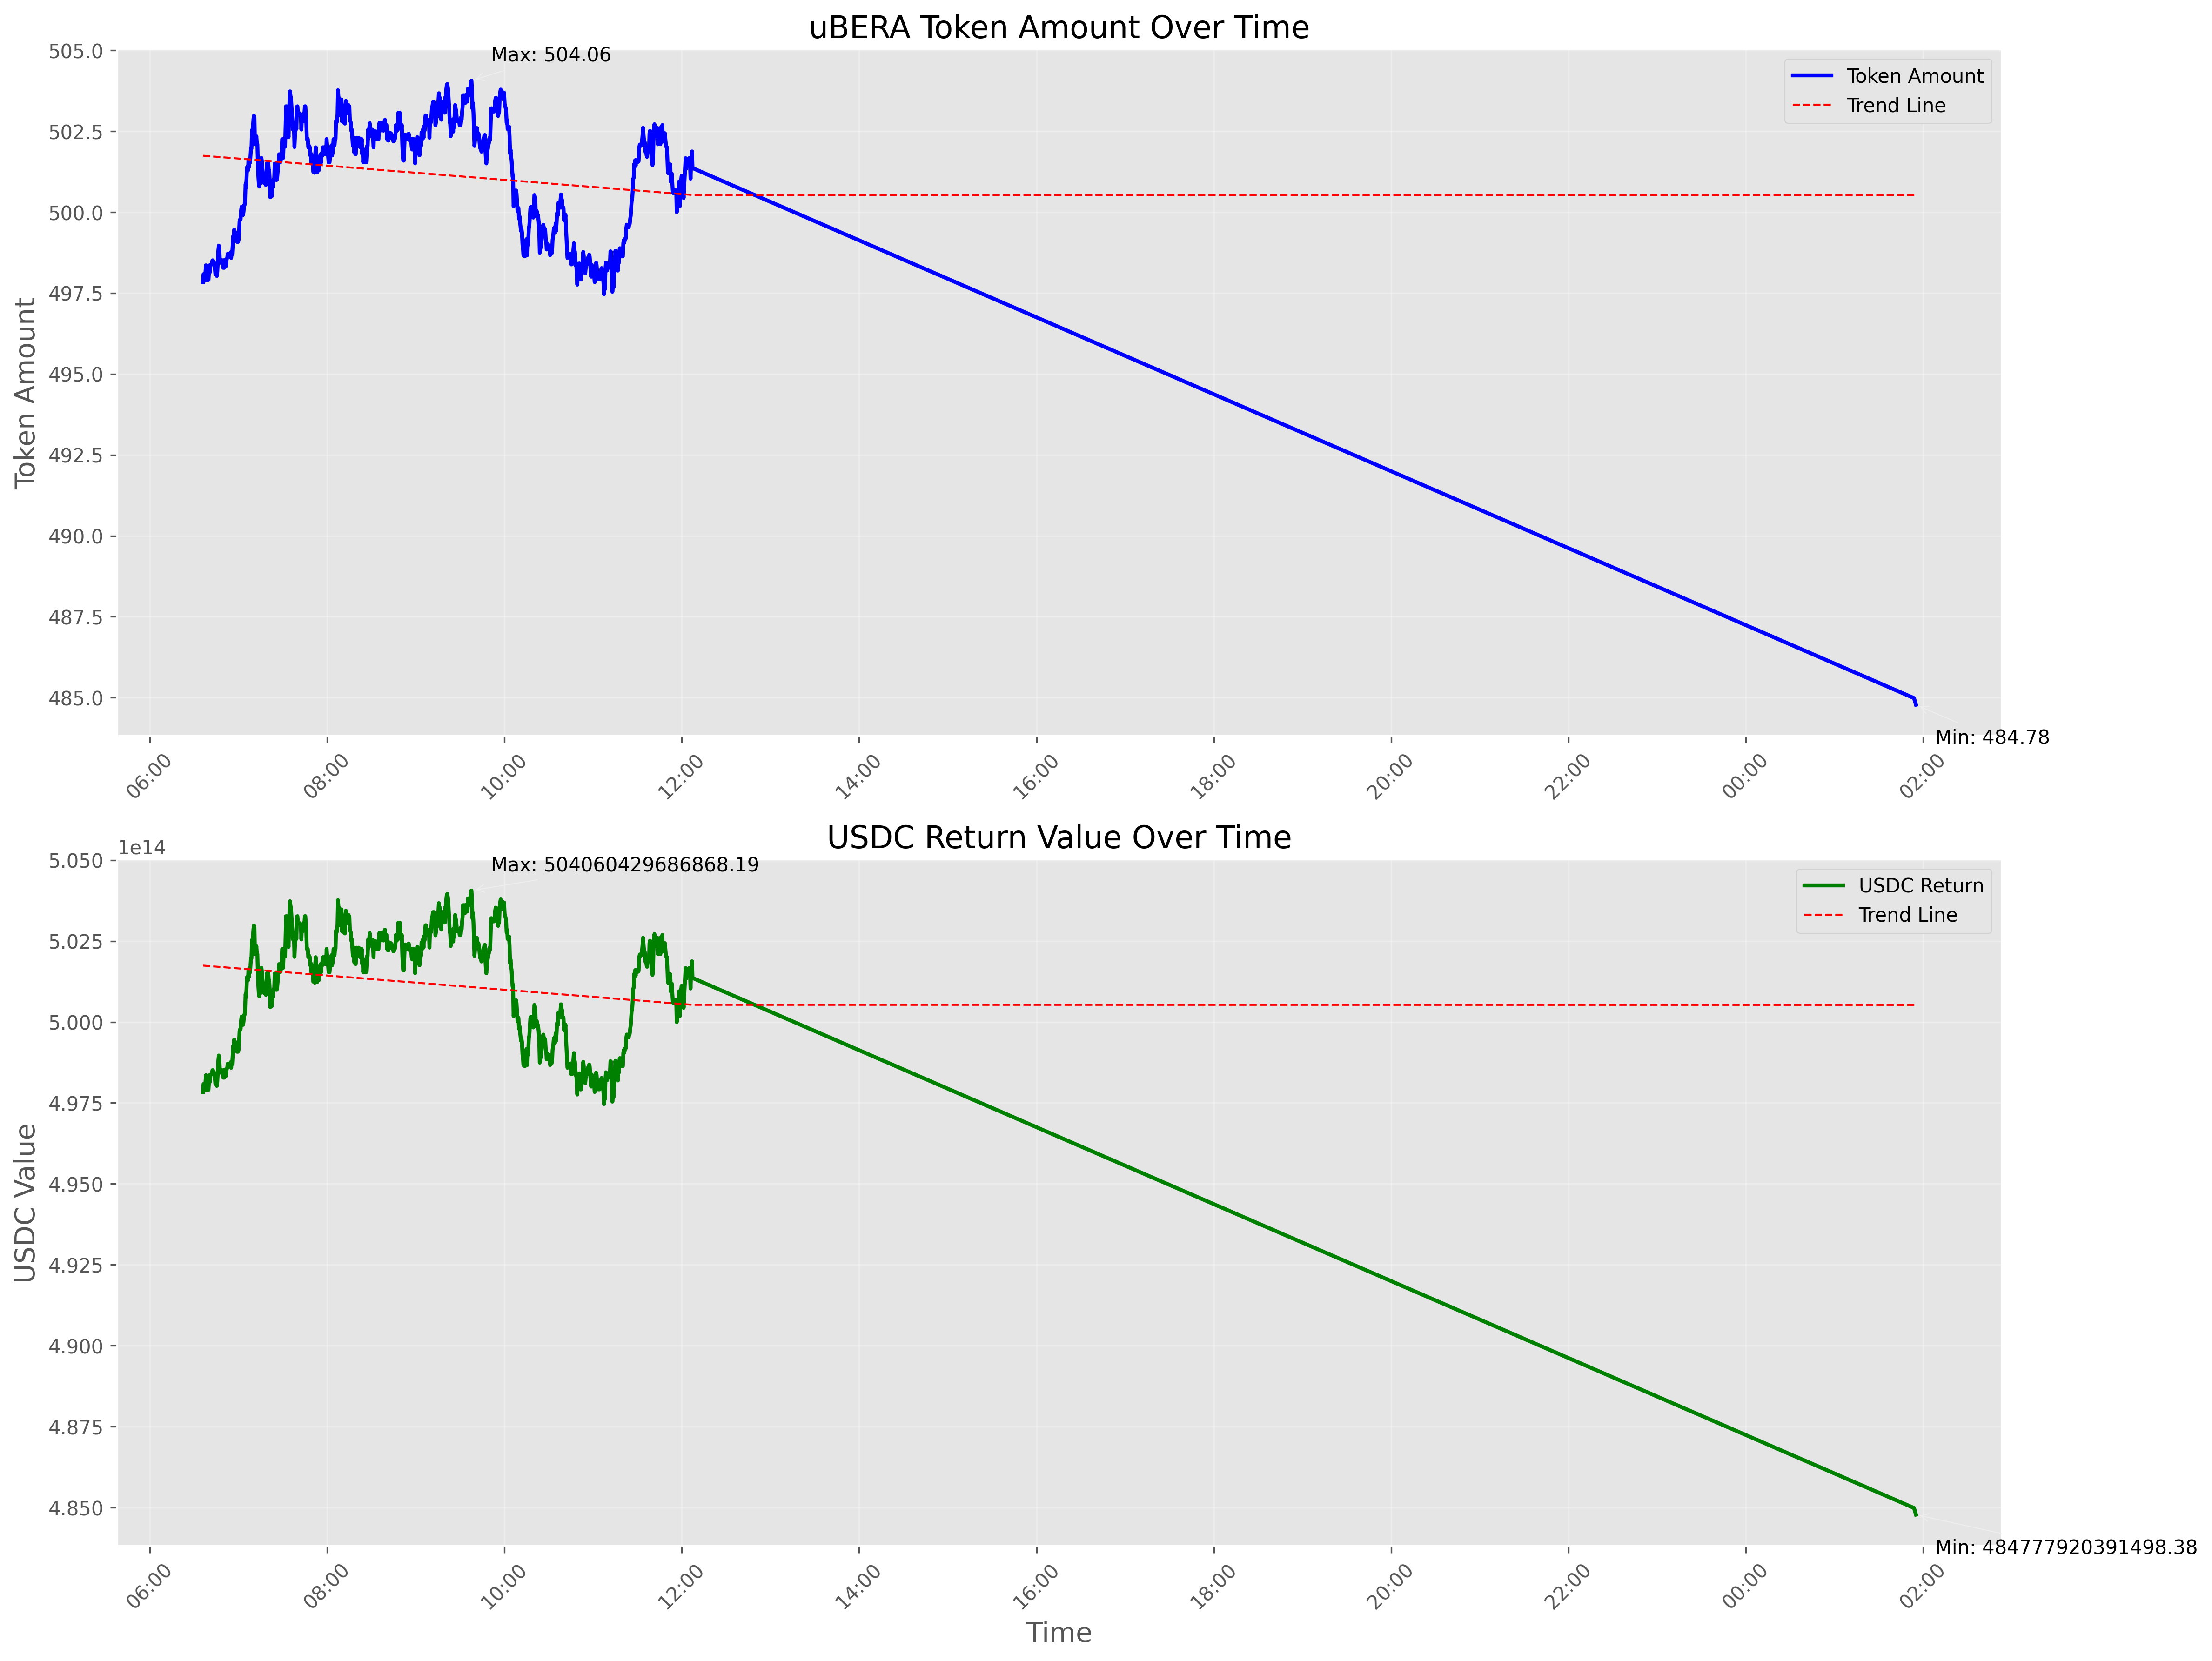 uBERA Token Amount Over Time
Max: 504.06
Token Amount
Trend Line
Token Amount
505.0
502.5
500.0
497.5
495.0
492.5
490.0
487.5
485.0
Min: 484.78
06:00
08:00
10:00
12:00
14:00
16:00
18:00
20:00
22:00
00:00
02:00
USDC Return Value Over Time
1e14
Max: 504060429686868.19
USDC Return
Trend Line
USDC Value
5.050
5.025
5.000
4.975
4.950
4.925
4.900
4.875
4.850
Min: 484777920391498.38
06:00
08:00
10:00
12:00
14:00
16:00
18:00
20:00
22:00
00:00
02:00
Time